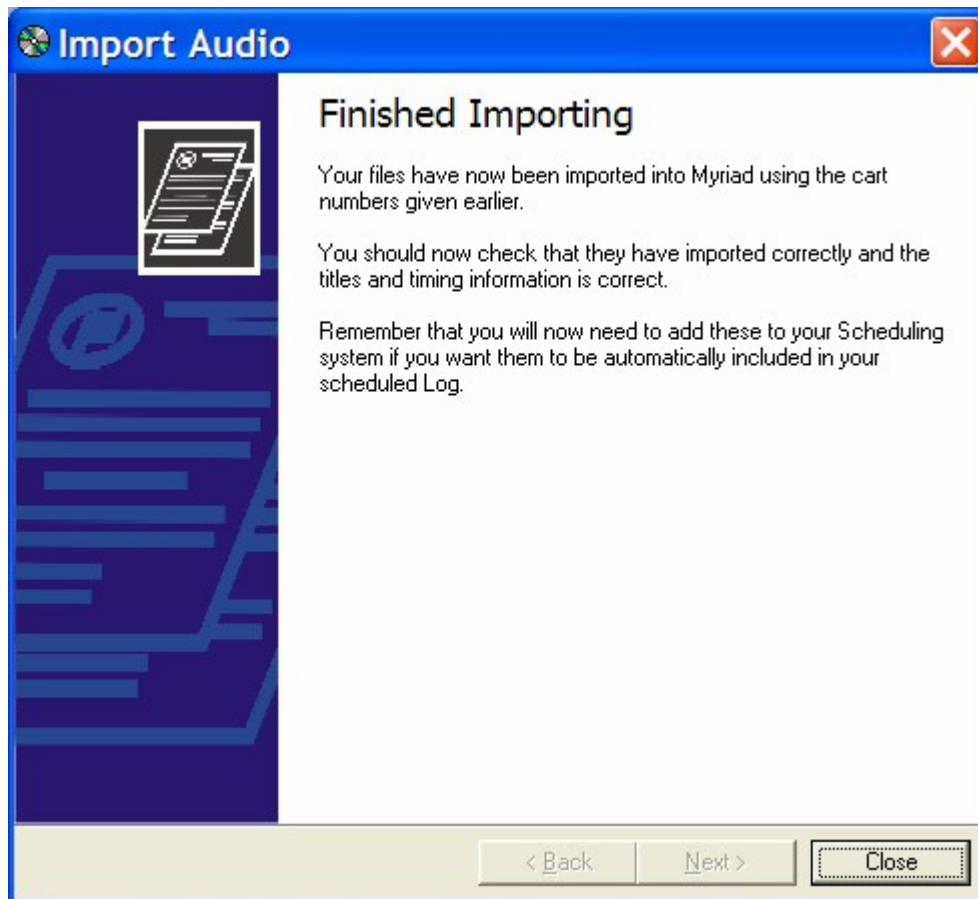 Import Audio
Finished Importing
Your files have now been imported into Myriad using the cart
numbers given earlier.
You should now check that they have imported correctly and the
titles and timing information is correct.
Remember that you will now need to add these to your Scheduling
system if you want them to be automatically included in your
scheduled Log.
< Back
Next >
Close